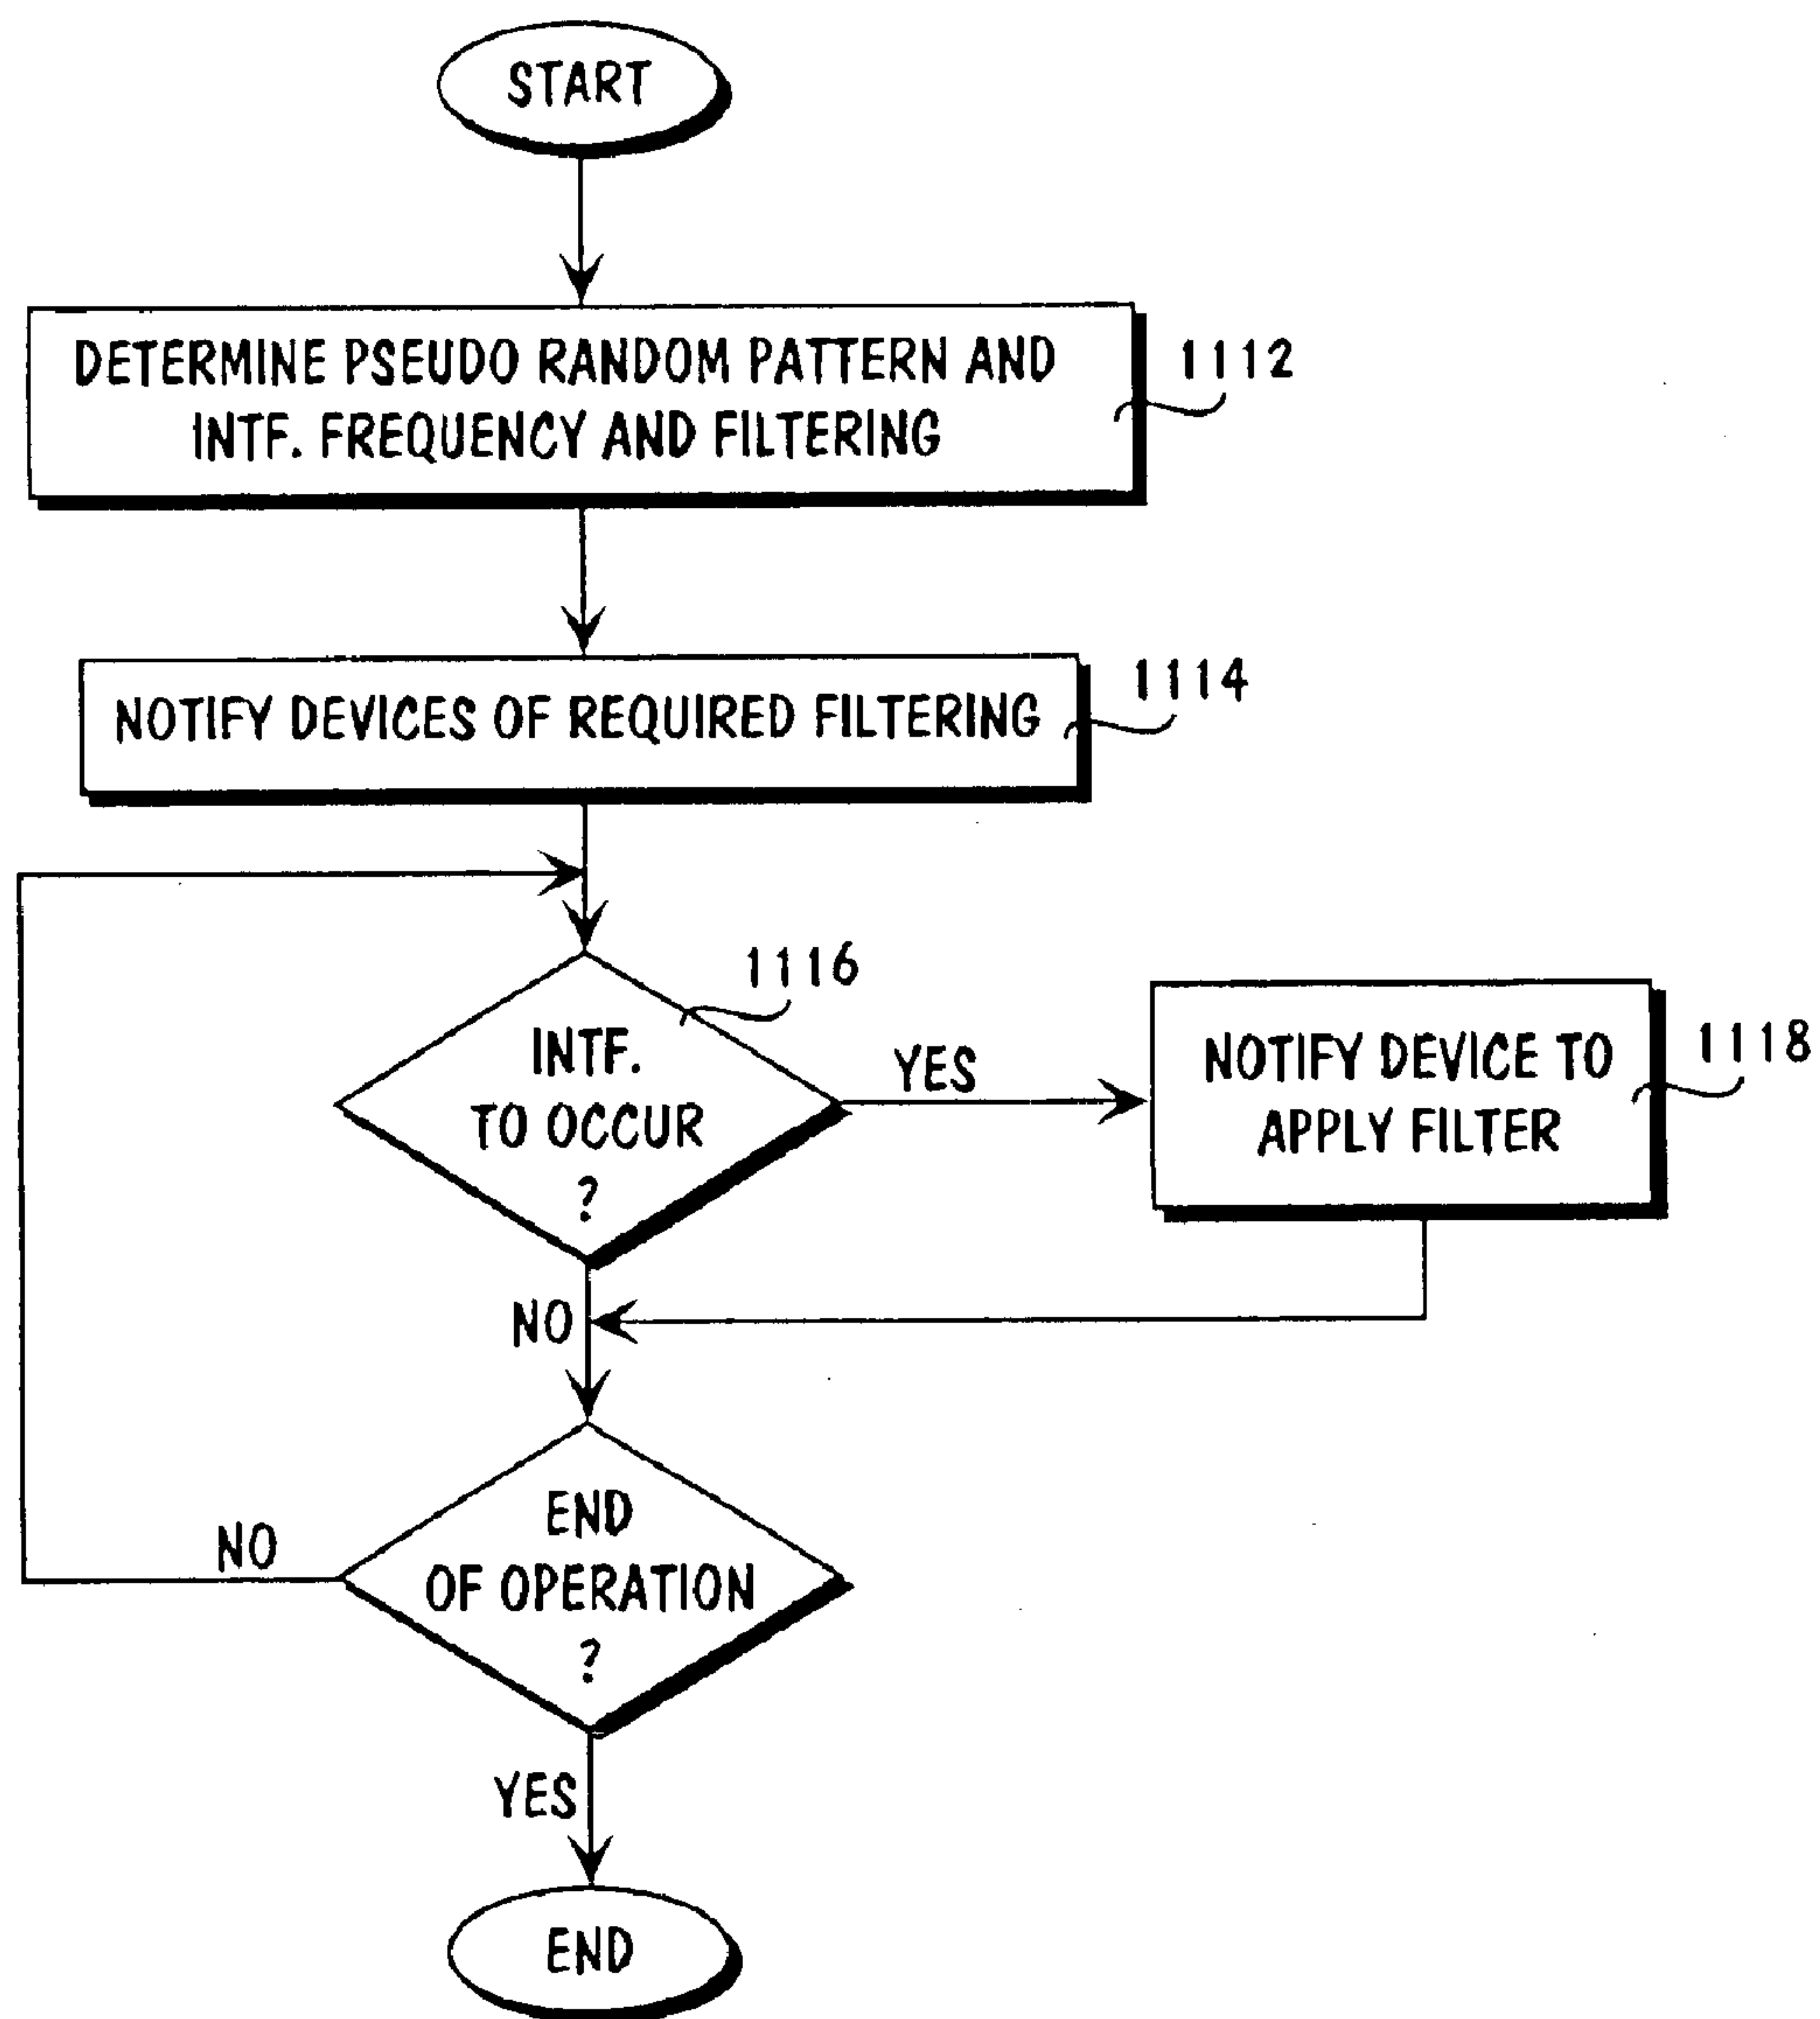 START
DETERMINE PSEUDO RANDOM PATTERN AND
INTF. FREQUENCY AND FILTERING
1112
NOTIFY DEVICES OF REQUIRED FILTERING
1114
INTF.
TO OCCUR
?
1116
YES
NOTIFY DEVICE TO
APPLY FILTER
1118
NO
END
OF OPERATION
?
NO
YES
END